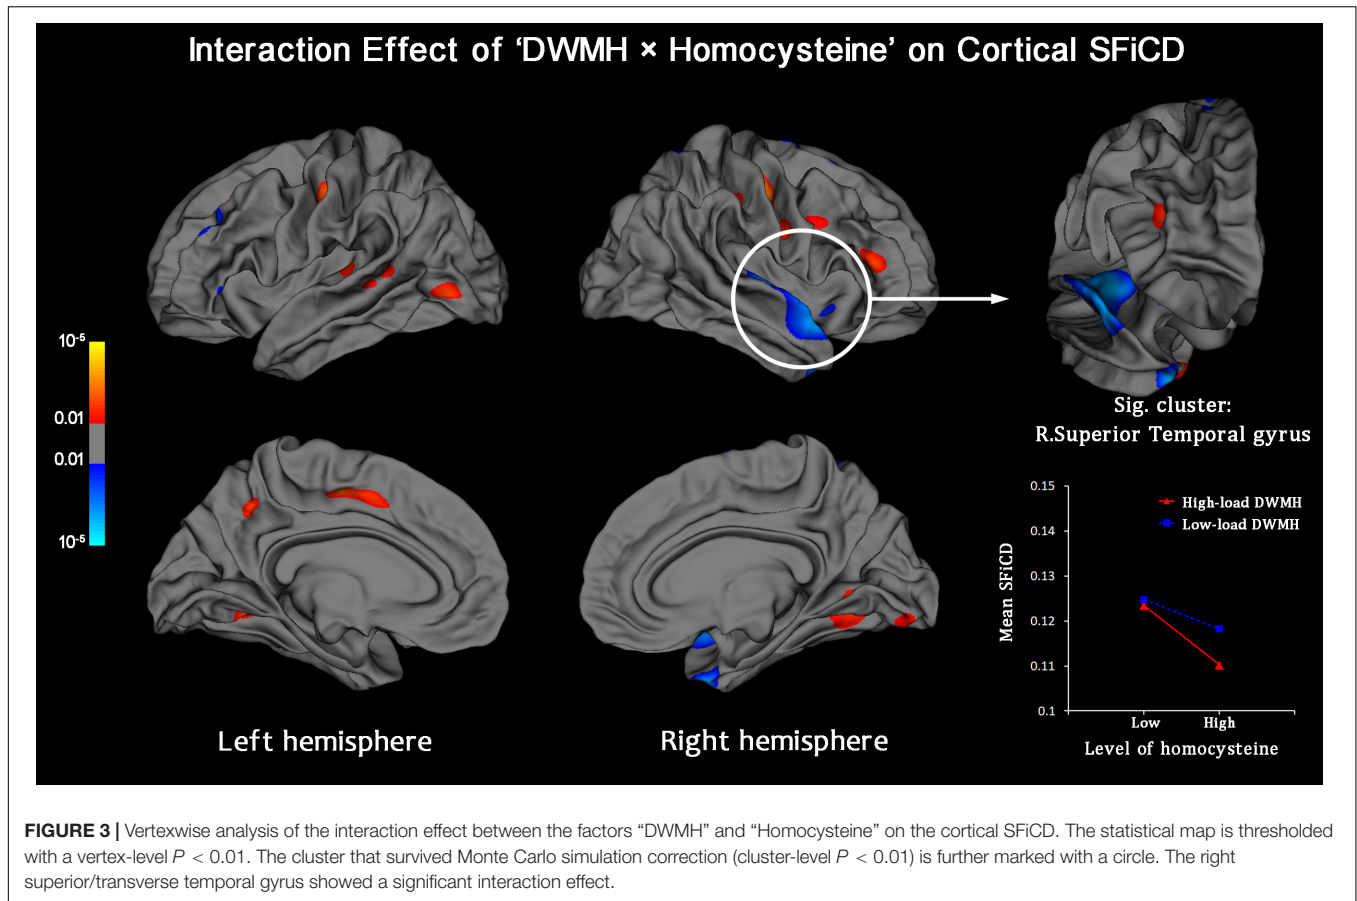 Interaction Effect of ‘DWMH × Homocysteine’ on Cortical SFiCD
10-5
0.01
0.01
10-5
Sig. cluster:
R.Superior Temporal gyrus
0.15
0.14
0.13
0.12
0.11
0.1
Mean SFiCD
High-load DWMH
Low-load DWMH
Low
High
Level of homocysteine
Left hemisphere
Right hemisphere
FIGURE 3 | Vertexwise analysis of the interaction effect between the factors “DWMH” and “Homocysteine” on the cortical SFiCD. The statistical map is thresholded
with a vertex-level P < 0.01. The cluster that survived Monte Carlo simulation correction (cluster-level P < 0.01) is further marked with a circle. The right
superior/transverse temporal gyrus showed a significant interaction effect.